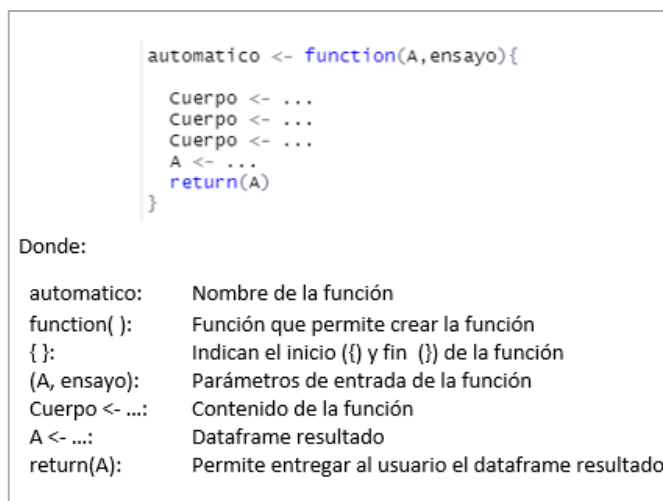 automatico <- function(A,ensayo){
Cuerpo <- ...
Cuerpo <- ...
Cuerpo <- ...
A <- ...
return(A)
}
Donde:
automatico: Nombre de la función
function( ): Función que permite crear la función
{ }: Indican el inicio ({) y fin (}) de la función
(A, ensayo): Parámetros de entrada de la función
Cuerpo <- ...: Contenido de la función
A <- ...: Dataframe resultado
return(A): Permite entregar al usuario el dataframe resultado